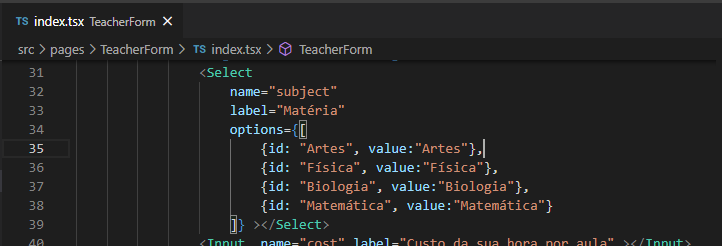 TS index.tsx TeacherForm ×
src > pages > TeacherForm > TS index.tsx > TeacherForm
31 <Select
32 name="subject"
33 label="Matéria"
34 options={[
35 {id: "Artes", value:"Artes"},
36 {id: "Física", value:"Física"},
37 {id: "Biologia", value:"Biologia"},
38 {id: "Matemática", value:"Matemática"}
39 ]} ></Select>
40 <Input name="cost" label="Custo da sua hora por aula" ></Input>